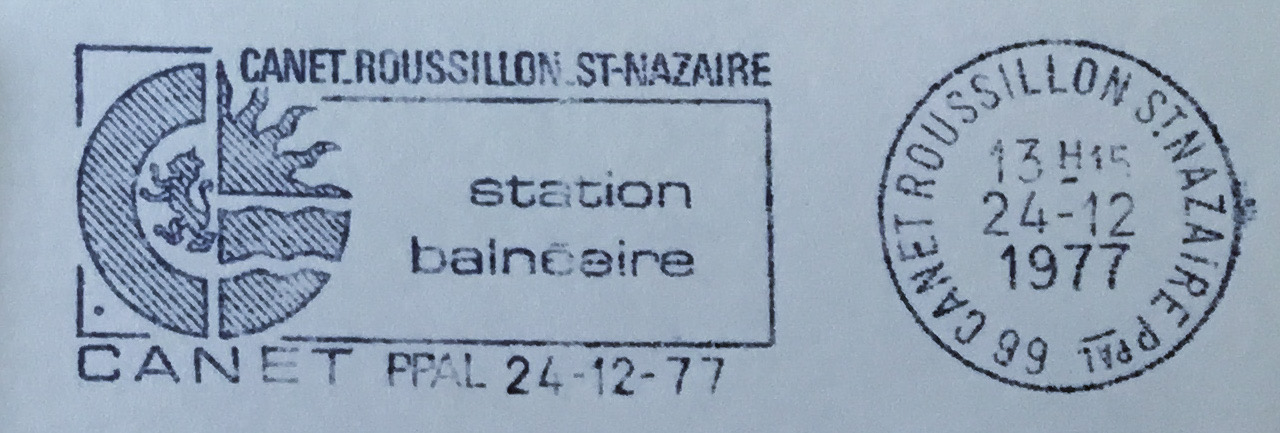 CANET-ROUSSILLON-ST-NAZAIRE
station
balnéaire
CANET PPAL 24-12-77
66 CANET ROUSSILLON ST. NAZAIRE PPAL
13 H15
24-12
1977